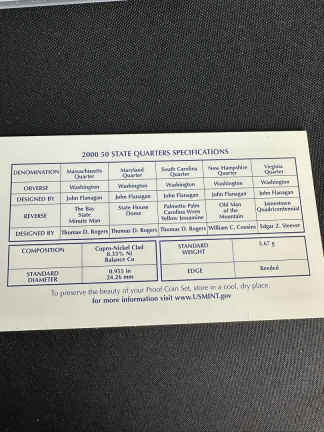 2000 50 STATE QUARTERS SPECIFICATIONS
DENOMINATION Massachusetts Quarter Maryland Quarter South Carolina Quarter New Hampshire Quarter Virginia Quarter
OBVERSE Washington Washington Washington Washington Washington
DESIGNED BY John Flanagan John Flanagan John Flanagan John Flanagan John Flanagan
REVERSE The Bay State Minute Man State House Dome Palmetto Palm Carolina Wren Yellow Jessamine Old Man of the Mountain Jamestown Quadricentennial
DESIGNED BY Thomas D. Rogers Thomas D. Rogers Thomas D. Rogers William C. Cousins Edgar Z. Steever
COMPOSITION Cupro-Nickel Clad
8.33% Ni
Balance Cu
STANDARD WEIGHT 5.67 g
STANDARD DIAMETER 0.955 in
24.26 mm
EDGE Reeded
To preserve the beauty of your Proof Coin Set, store in a cool, dry place.
for more information visit www.USMINT.gov